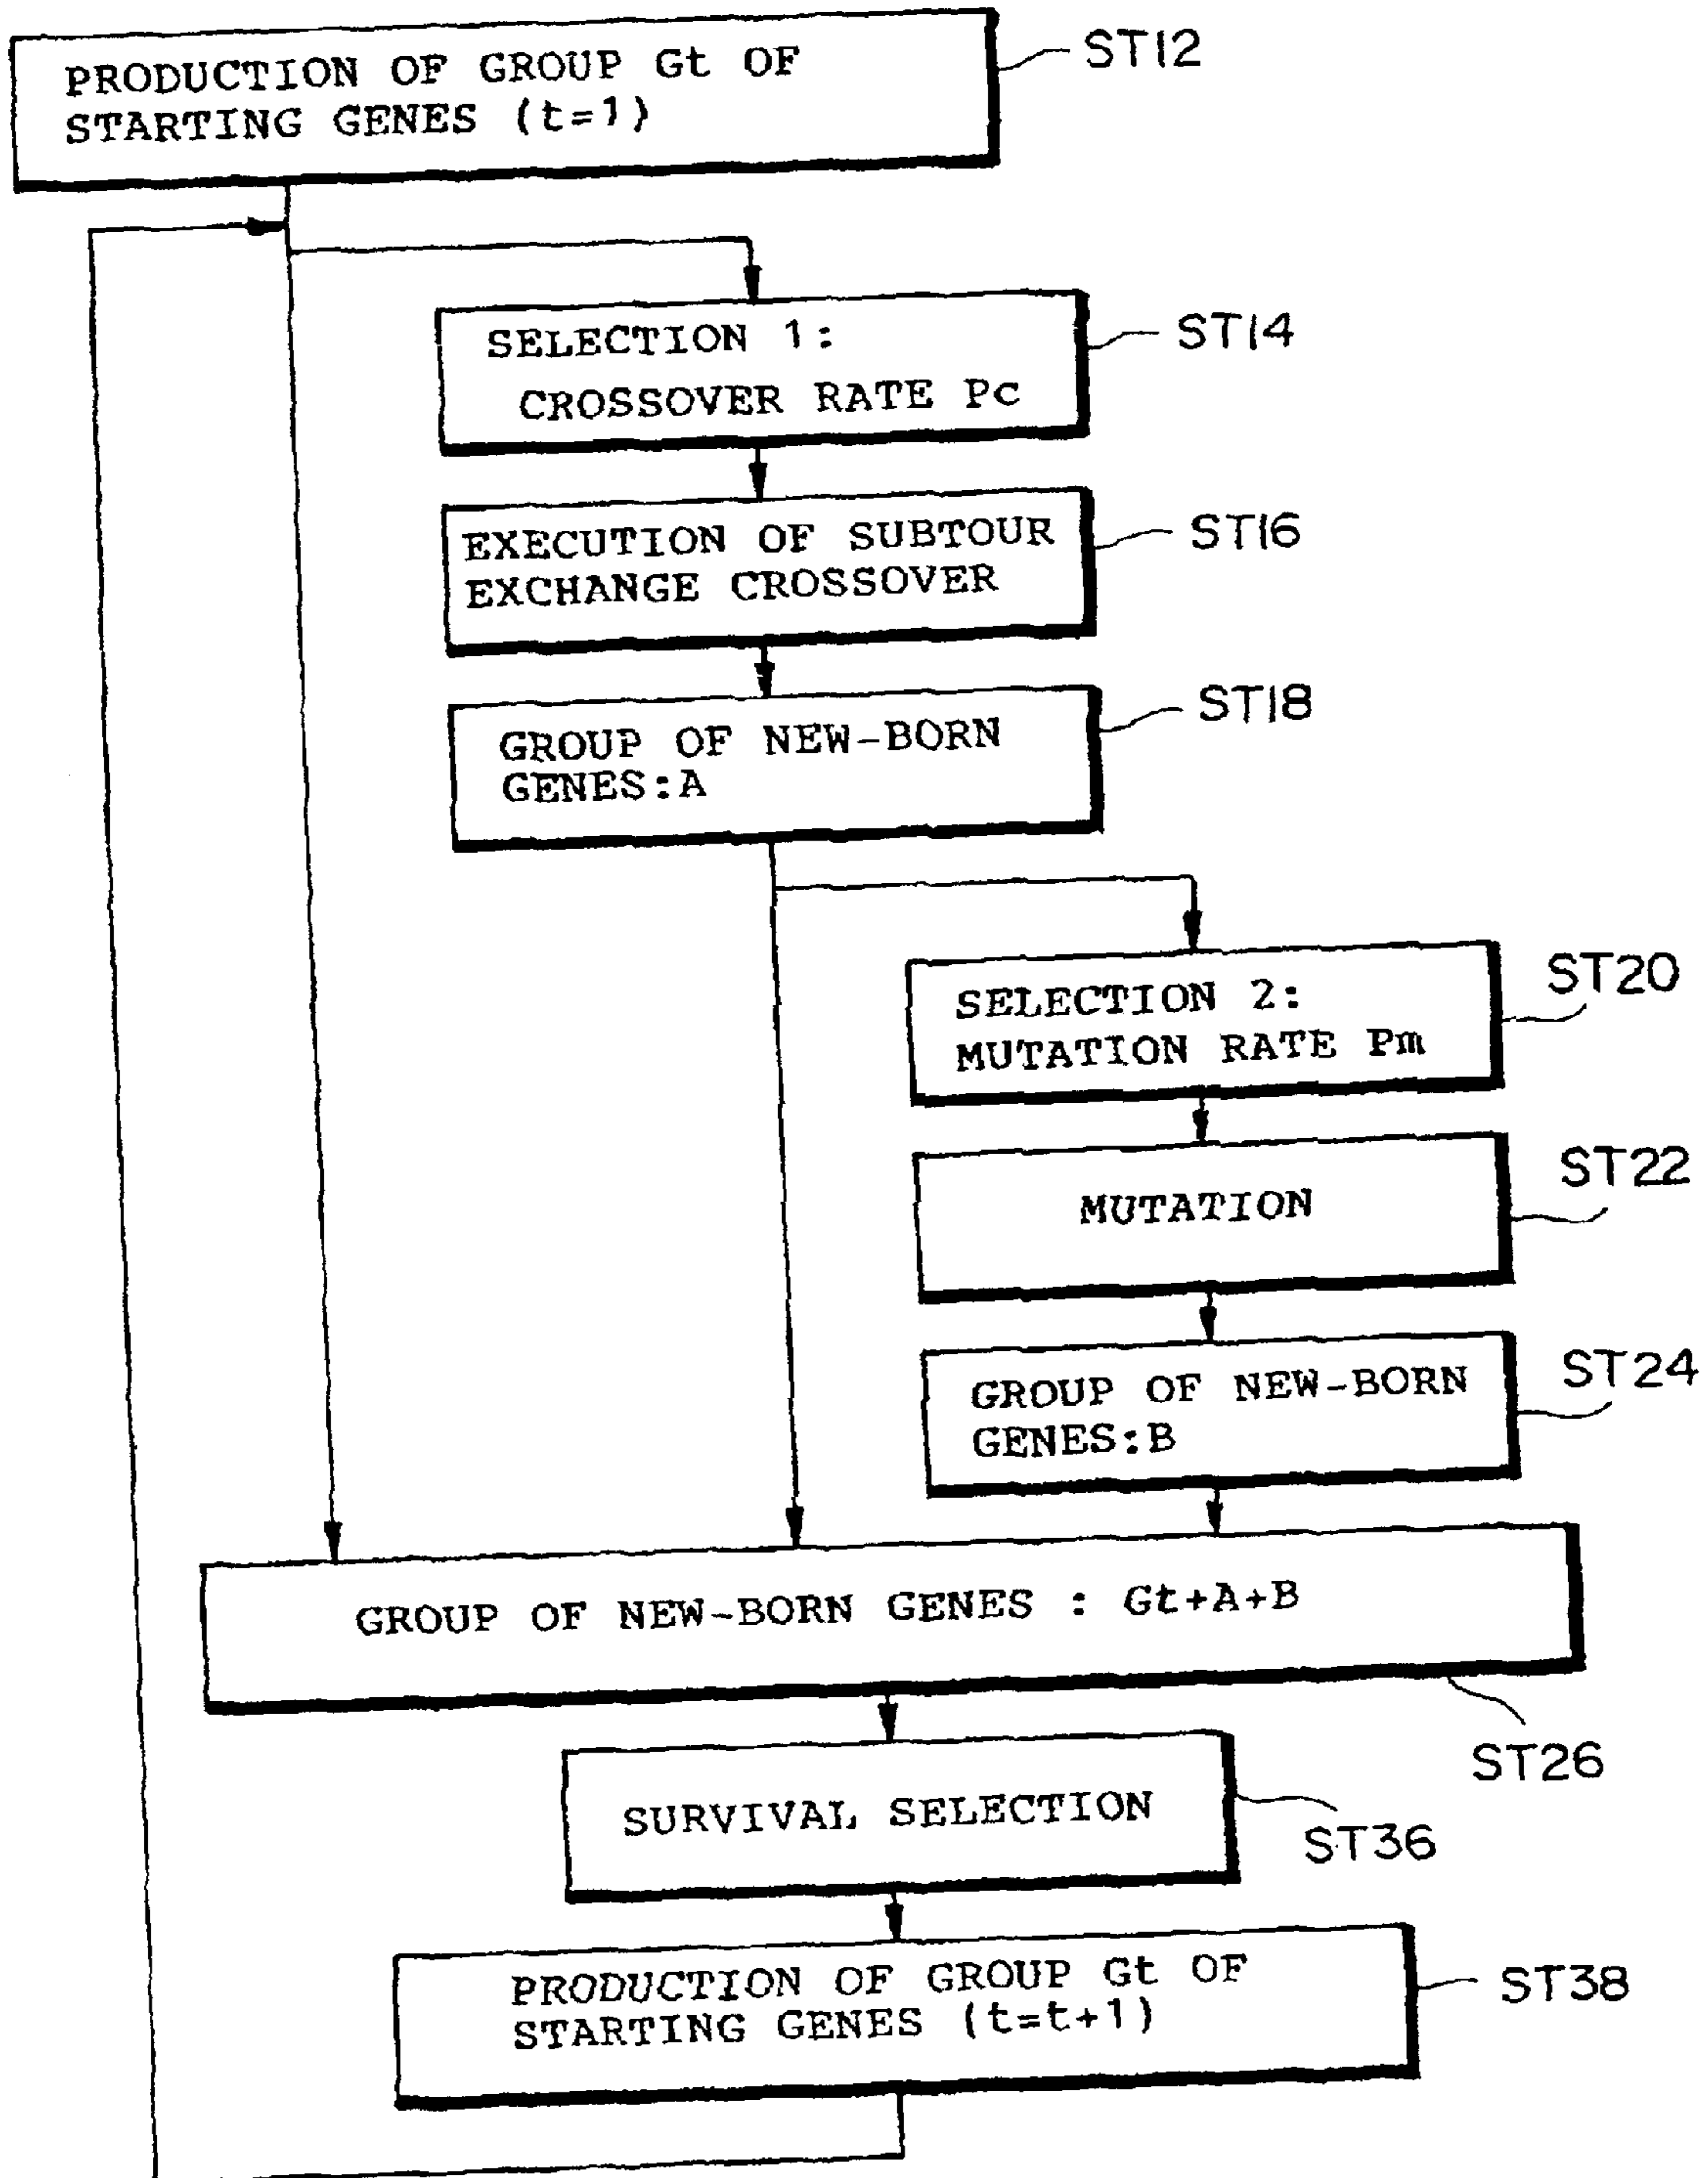 PRODUCTION OF GROUP Gt OF
STARTING GENES (t=1)
ST12
SELECTION 1:
CROSSOVER RATE Pc
ST14
EXECUTION OF SUBTOUR
EXCHANGE CROSSOVER
ST16
GROUP OF NEW-BORN
GENES:A
ST18
SELECTION 2:
MUTATION RATE Pm
ST20
MUTATION
ST22
GROUP OF NEW-BORN
GENES:B
ST24
GROUP OF NEW-BORN GENES : Gt+A+B
ST26
SURVIVAL SELECTION
ST36
PRODUCTION OF GROUP Gt OF
STARTING GENES (t=t+1)
ST38